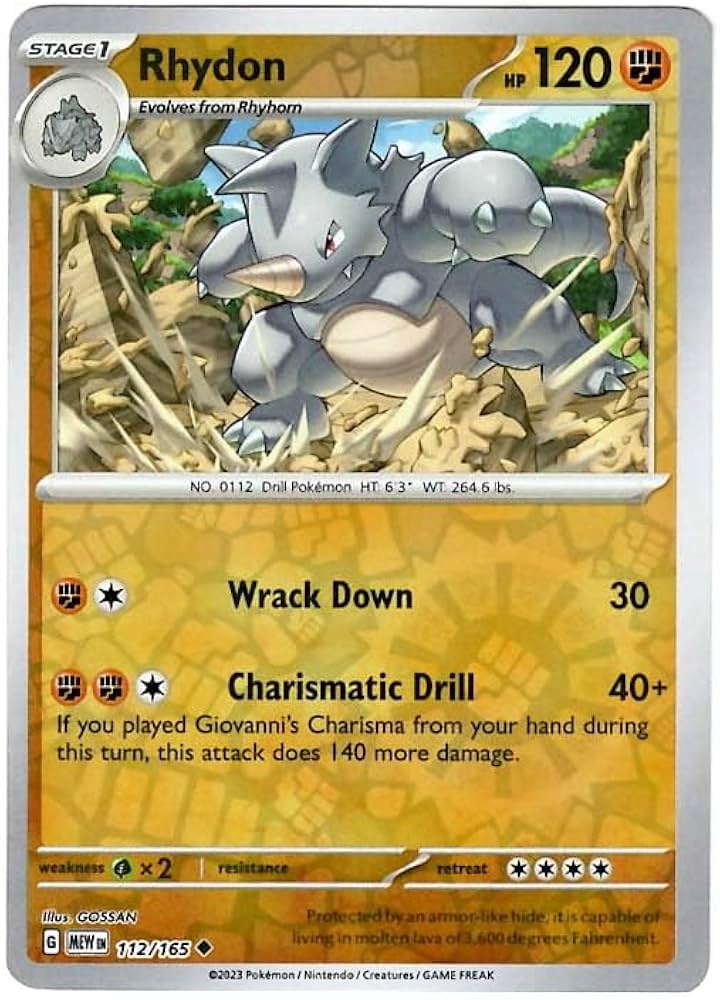 STAGE 1
Rhydon
HP 120
Evolves from Rhyhorn
NO. 0112 Drill Pokémon HT: 6'3" WT: 264.6 lbs.
Wrack Down 30
Charismatic Drill 40+
If you played Giovanni's Charisma from your hand during
this turn, this attack does 140 more damage.
weakness ×2 resistance retreat
Illus. GOSSAN
Protected by an armor-like hide, it is capable of
living in molten lava of 3,600 degrees Fahrenheit.
G MEW EN 112/165
©2023 Pokémon / Nintendo / Creatures / GAME FREAK